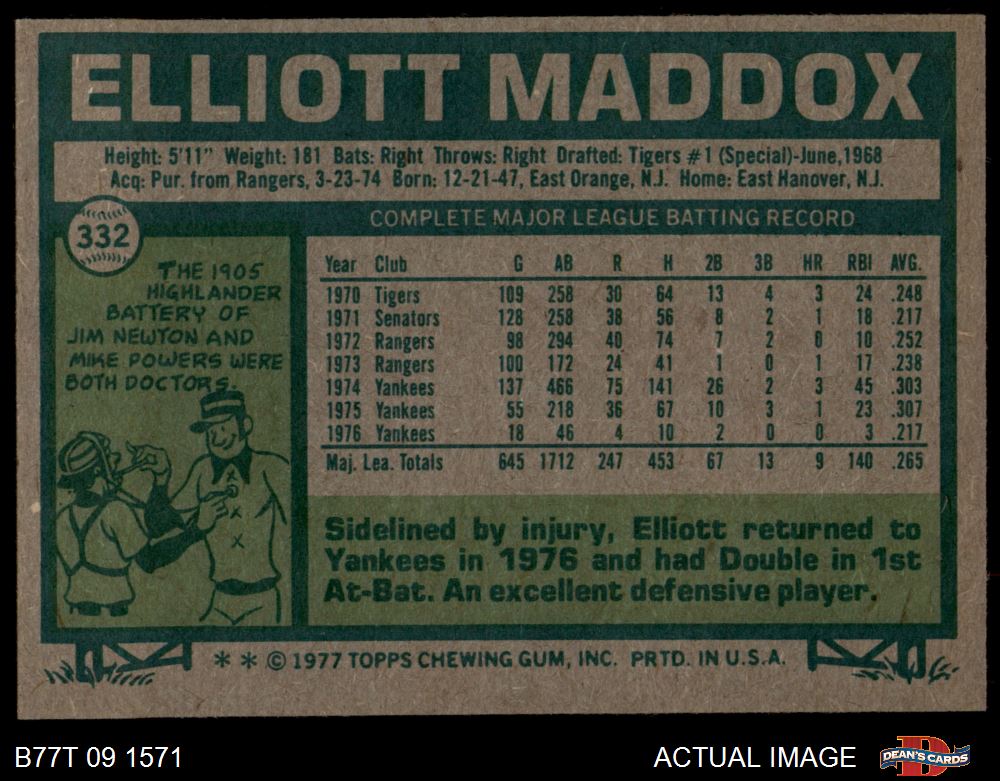 ELLIOTT MADDOX
Height: 5'11" Weight: 181 Bats: Right Throws: Right Drafted: Tigers #1 (Special)-June,1968
Acq: Pur. from Rangers, 3-23-74 Born: 12-21-47, East Orange, N.J. Home: East Hanover, N.J.
332
THE 1905
HIGHLANDER
BATTERY OF
JIM NEWTON AND
MIKE POWERS WERE
BOTH DOCTORS.
COMPLETE MAJOR LEAGUE BATTING RECORD
Year Club G AB R H 2B 3B HR RBI AVG.
1970 Tigers 109 258 30 64 13 4 3 24 .248
1971 Senators 128 258 38 56 8 2 1 18 .217
1972 Rangers 98 294 40 74 7 2 0 10 .252
1973 Rangers 100 172 24 41 1 0 1 17 .238
1974 Yankees 137 466 75 141 26 2 3 45 .303
1975 Yankees 55 218 36 67 10 3 1 23 .307
1976 Yankees 18 46 4 10 2 0 0 3 .217
Maj. Lea. Totals 645 1712 247 453 67 13 9 140 .265
Sidelined by injury, Elliott returned to
Yankees in 1976 and had Double in 1st
At-Bat. An excellent defensive player.
* * © 1977 TOPPS CHEWING GUM, INC. PRTD. IN U.S.A.
B77T 09 1571
ACTUAL IMAGE
DEAN'S CARDS